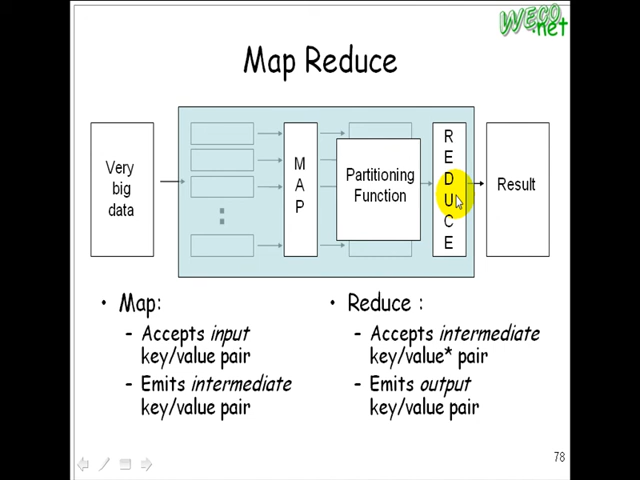 WECO
.net
Map Reduce
Very
big
data
M
A
P
Partitioning
Function
R
E
D
U
C
E
Result
• Map:
– Accepts input
key/value pair
– Emits intermediate
key/value pair
• Reduce :
– Accepts intermediate
key/value* pair
– Emits output
key/value pair
78